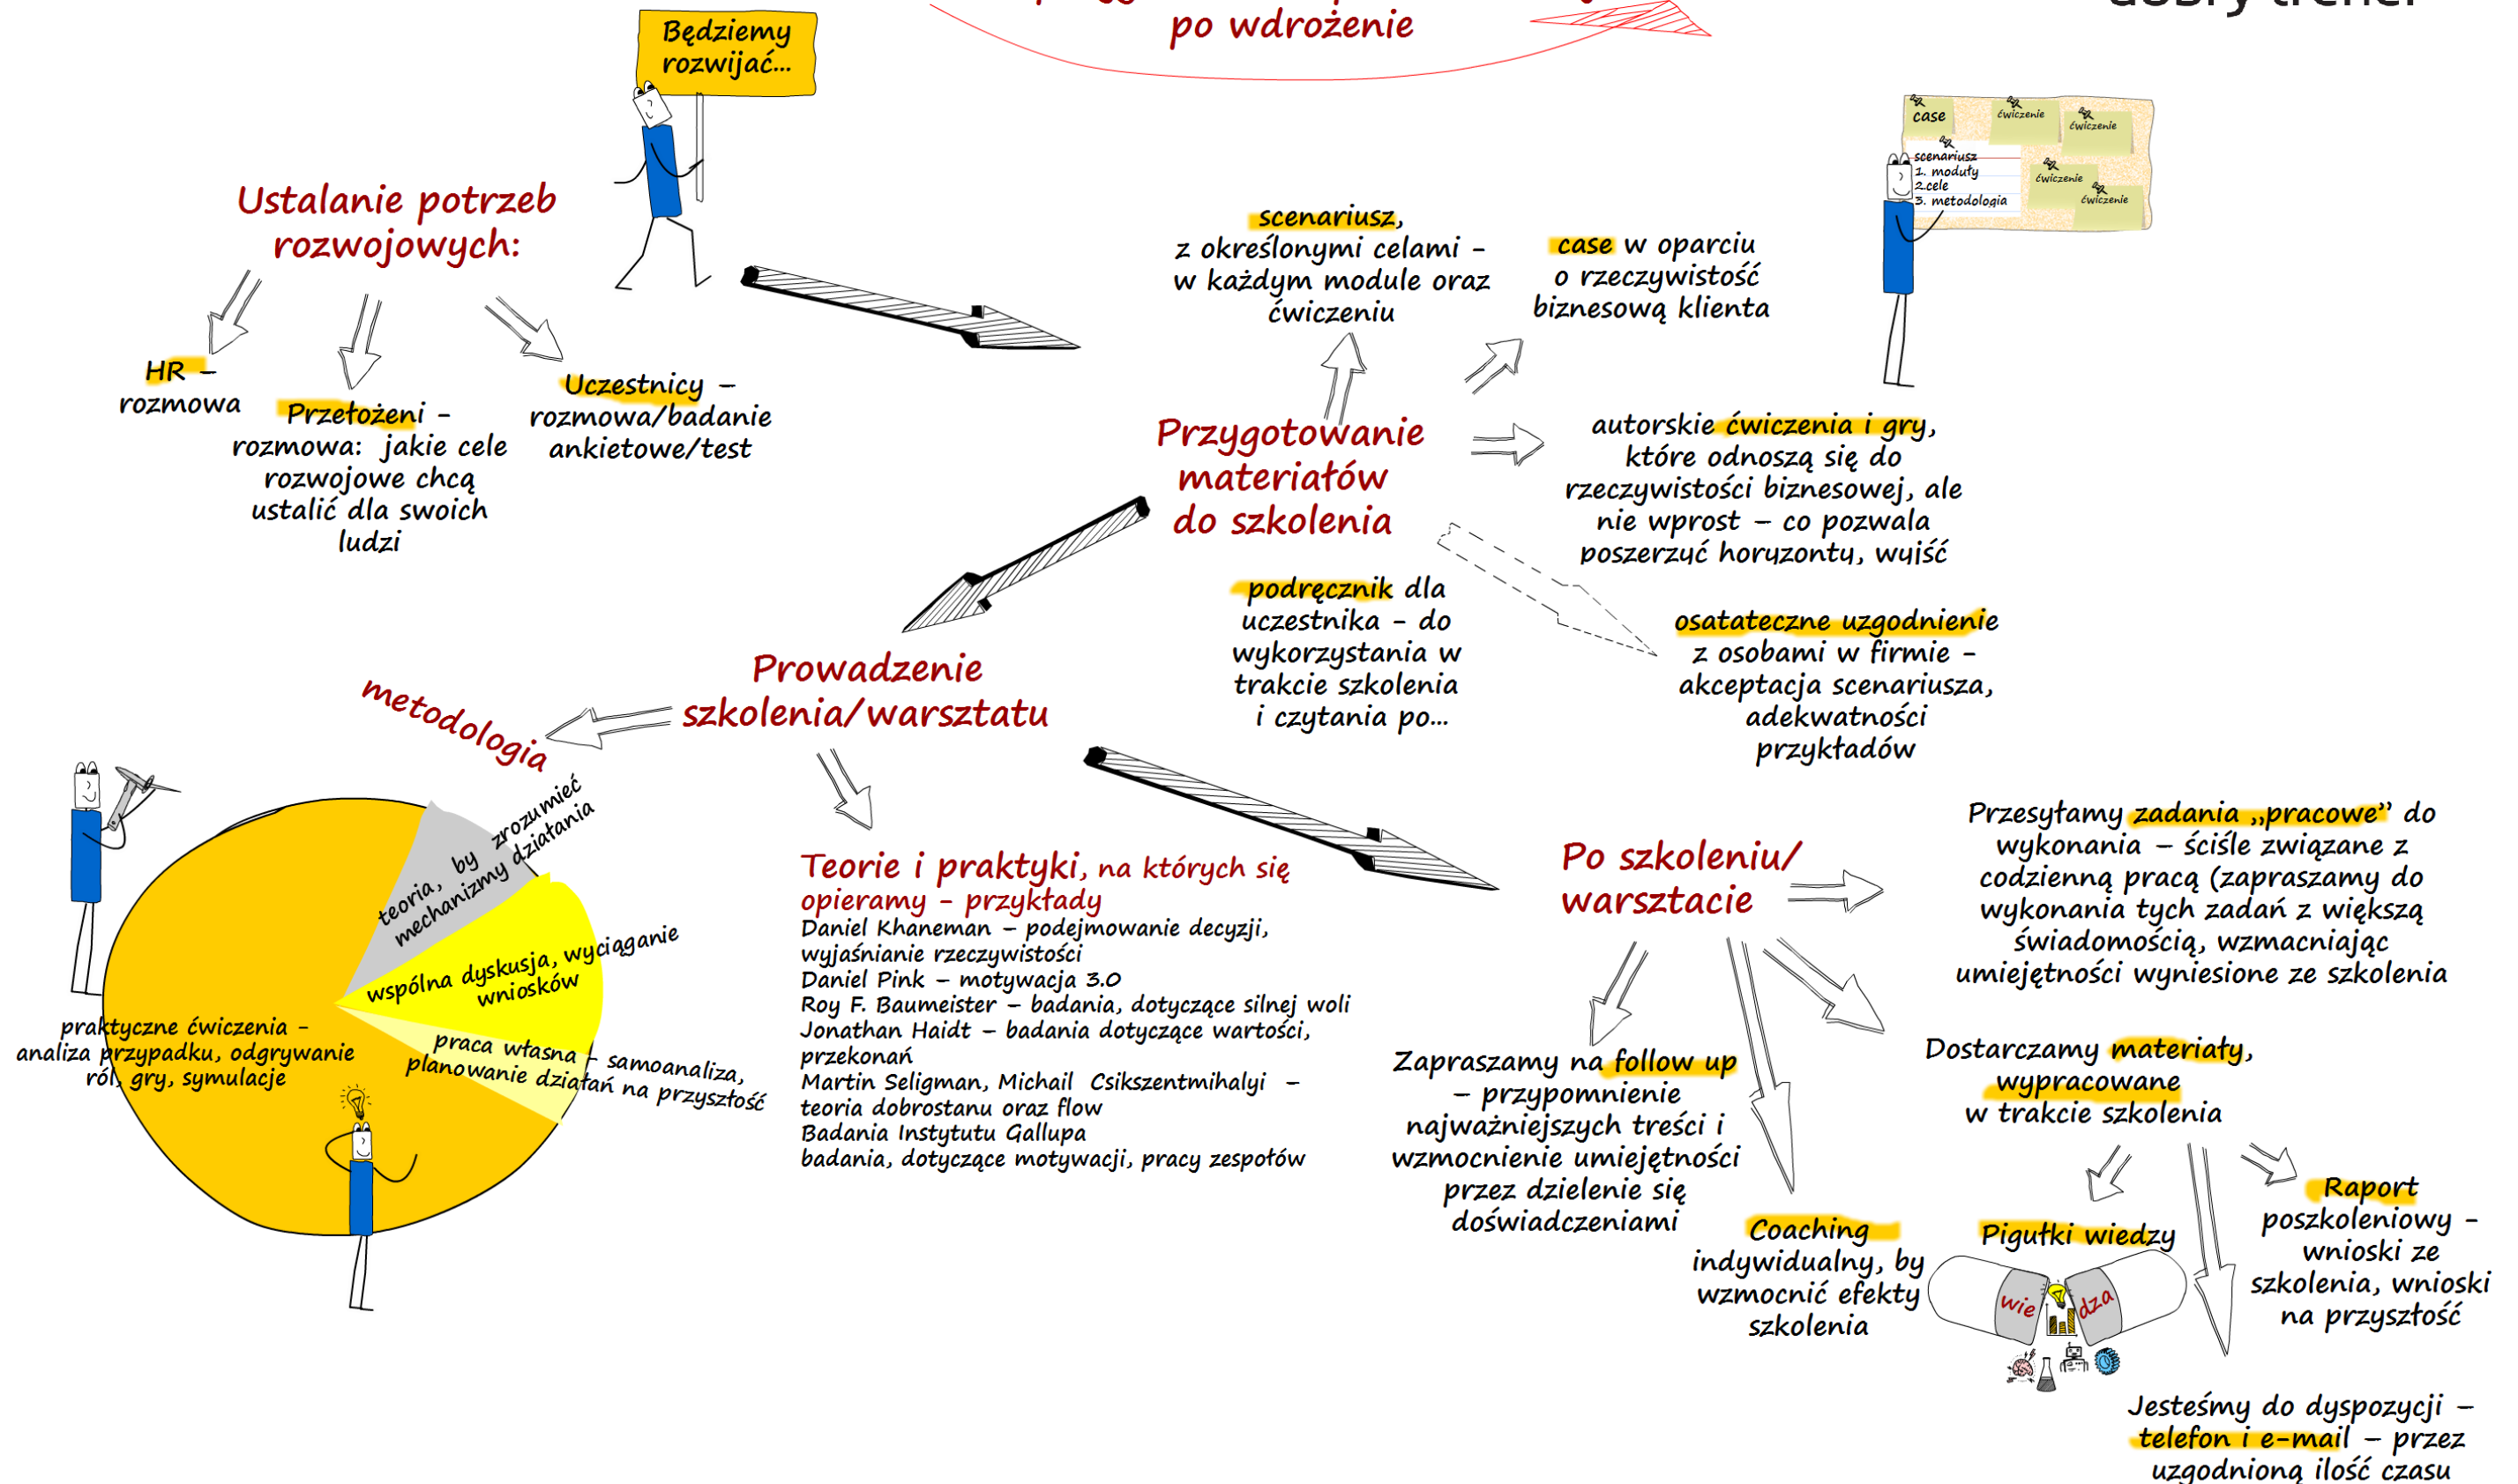 po wdrożenie
dobry trener
Będziemy
rozwijać...
case
ćwiczenie
ćwiczenie
scenariusz
1. moduły
2.cele
3. metodologia
ćwiczenie
ćwiczenie
Ustalanie potrzeb
rozwojowych:
HR –
rozmowa
Przełożeni -
rozmowa: jakie cele
rozwojowe chcą
ustalić dla swoich
ludzi
Uczestnicy –
rozmowa/badanie
ankietowe/test
scenariusz,
z określonymi celami -
w każdym module oraz
ćwiczeniu
case w oparciu
o rzeczywistość
biznesową klienta
Przygotowanie
materiałów
do szkolenia
autorskie ćwiczenia i gry,
które odnoszą się do
rzeczywistości biznesowej, ale
nie wprost – co pozwala
poszerzyć horyzonty, wyjść
podręcznik dla
uczestnika - do
wykorzystania w
trakcie szkolenia
i czytania po...
osatateczne uzgodnienie
z osobami w firmie -
akceptacja scenariusza,
adekwatności
przykładów
Prowadzenie
szkolenia/warsztatu
metodologia
teoria, by zrozumieć
mechanizmy działania
wspólna dyskusja, wyciąganie
wniosków
praca własna – samoanaliza,
planowanie działań na przyszłość
praktyczne ćwiczenia -
analiza przypadku, odgrywanie
ról, gry, symulacje
Teorie i praktyki, na których się
opieramy - przykłady
Daniel Khaneman – podejmowanie decyzji,
wyjaśnianie rzeczywistości
Daniel Pink – motywacja 3.0
Roy F. Baumeister – badania, dotyczące silnej woli
Jonathan Haidt – badania dotyczące wartości,
przekonań
Martin Seligman, Michail Csikszentmihalyi –
teoria dobrostanu oraz flow
Badania Instytutu Gallupa
badania, dotyczące motywacji, pracy zespołów
Po szkoleniu/
warsztacie
Przesyłamy zadania „pracowe” do
wykonania – ściśle związane z
codzienną pracą (zapraszamy do
wykonania tych zadań z większą
świadomością, wzmacniając
umiejętności wyniesione ze szkolenia
Zapraszamy na follow up
– przypomnienie
najważniejszych treści i
wzmocnienie umiejętności
przez dzielenie się
doświadczeniami
Coaching
indywidualny, by
wzmocnić efekty
szkolenia
Dostarczamy materiały,
wypracowane
w trakcie szkolenia
Pigułki wiedzy
wie
dza
Raport
poszkoleniowy -
wnioski ze
szkolenia, wnioski
na przyszłość
Jesteśmy do dyspozycji –
telefon i e-mail – przez
uzgodnioną ilość czasu